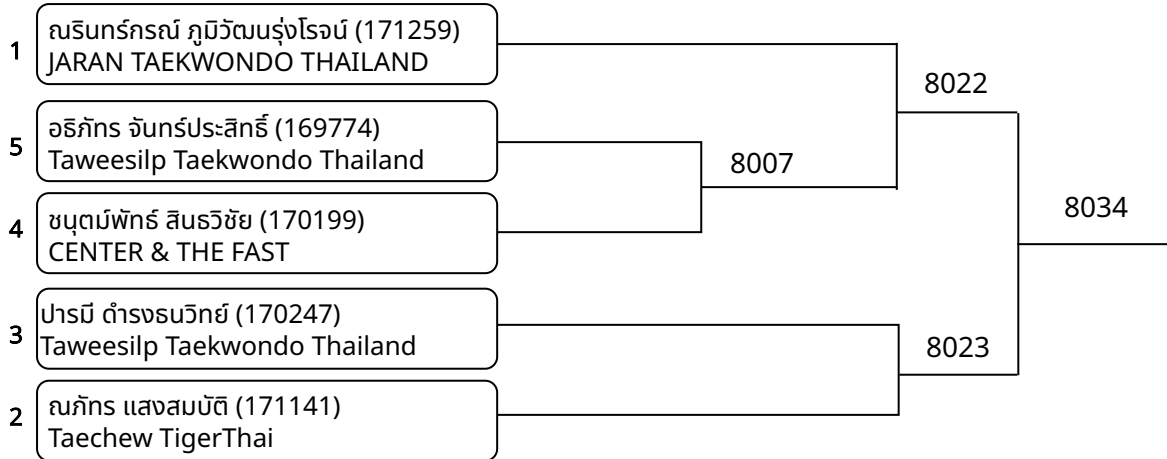 1
ณรินทร์กรณ์ ภูมิวัฒนรุ่งโรจน์ (171259)
JARAN TAEKWONDO THAILAND
8022
5
อธิภัทร จันทร์ประสิทธิ์ (169774)
Taweesilp Taekwondo Thailand
8007
4
ชนุตม์พัทธ์ สินธวิชัย (170199)
CENTER & THE FAST
8034
3
ปารมี ดำรงธนวิทย์ (170247)
Taweesilp Taekwondo Thailand
8023
2
ณภัทร แสงสมบัติ (171141)
Taechew TigerThai